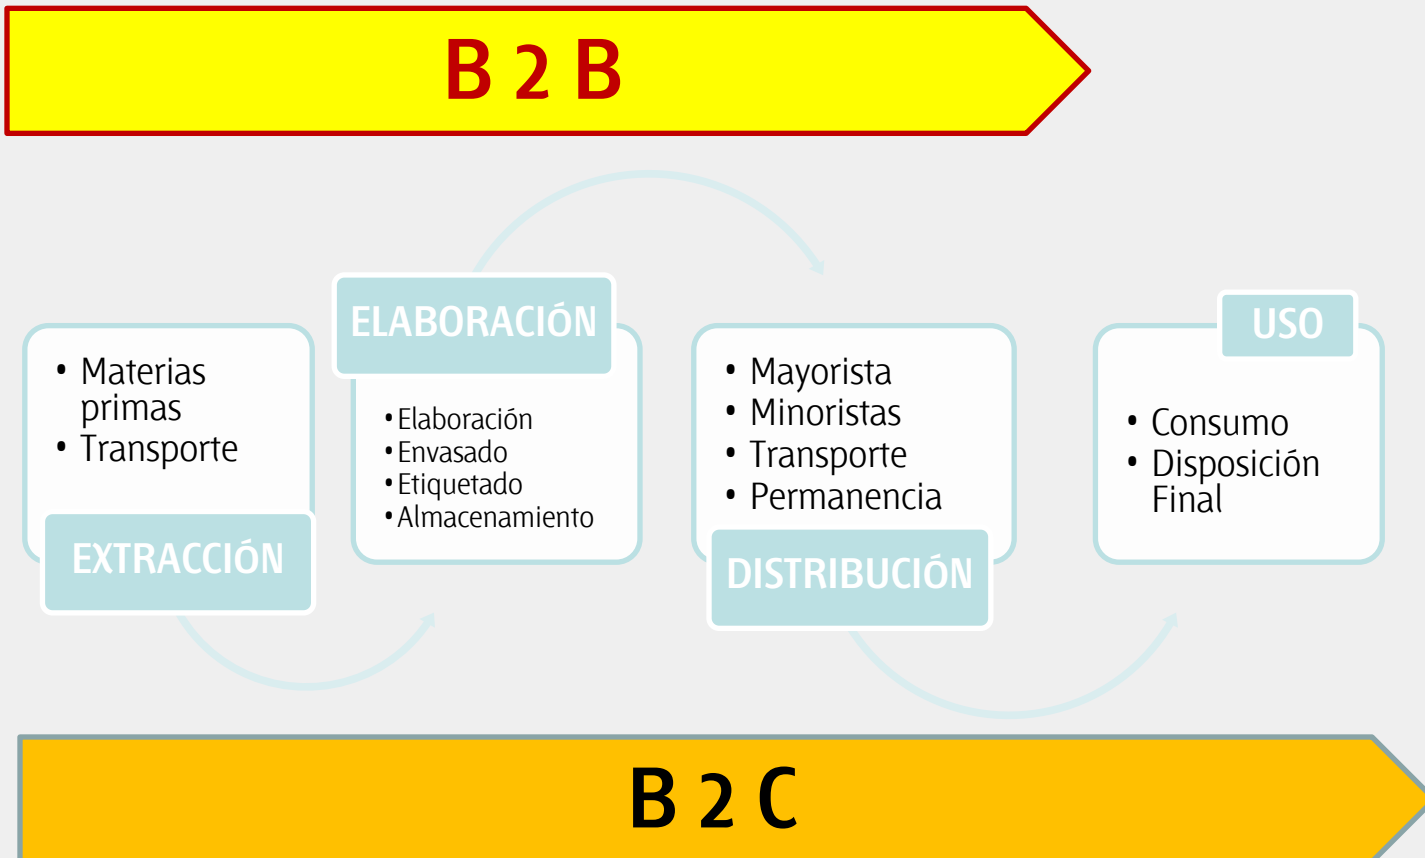 B 2 B
• Materias
primas
• Transporte
EXTRACCIÓN
ELABORACIÓN
• Elaboración
• Envasado
• Etiquetado
• Almacenamiento
• Mayorista
• Minoristas
• Transporte
• Permanencia
DISTRIBUCIÓN
USO
• Consumo
• Disposición
Final
B 2 C